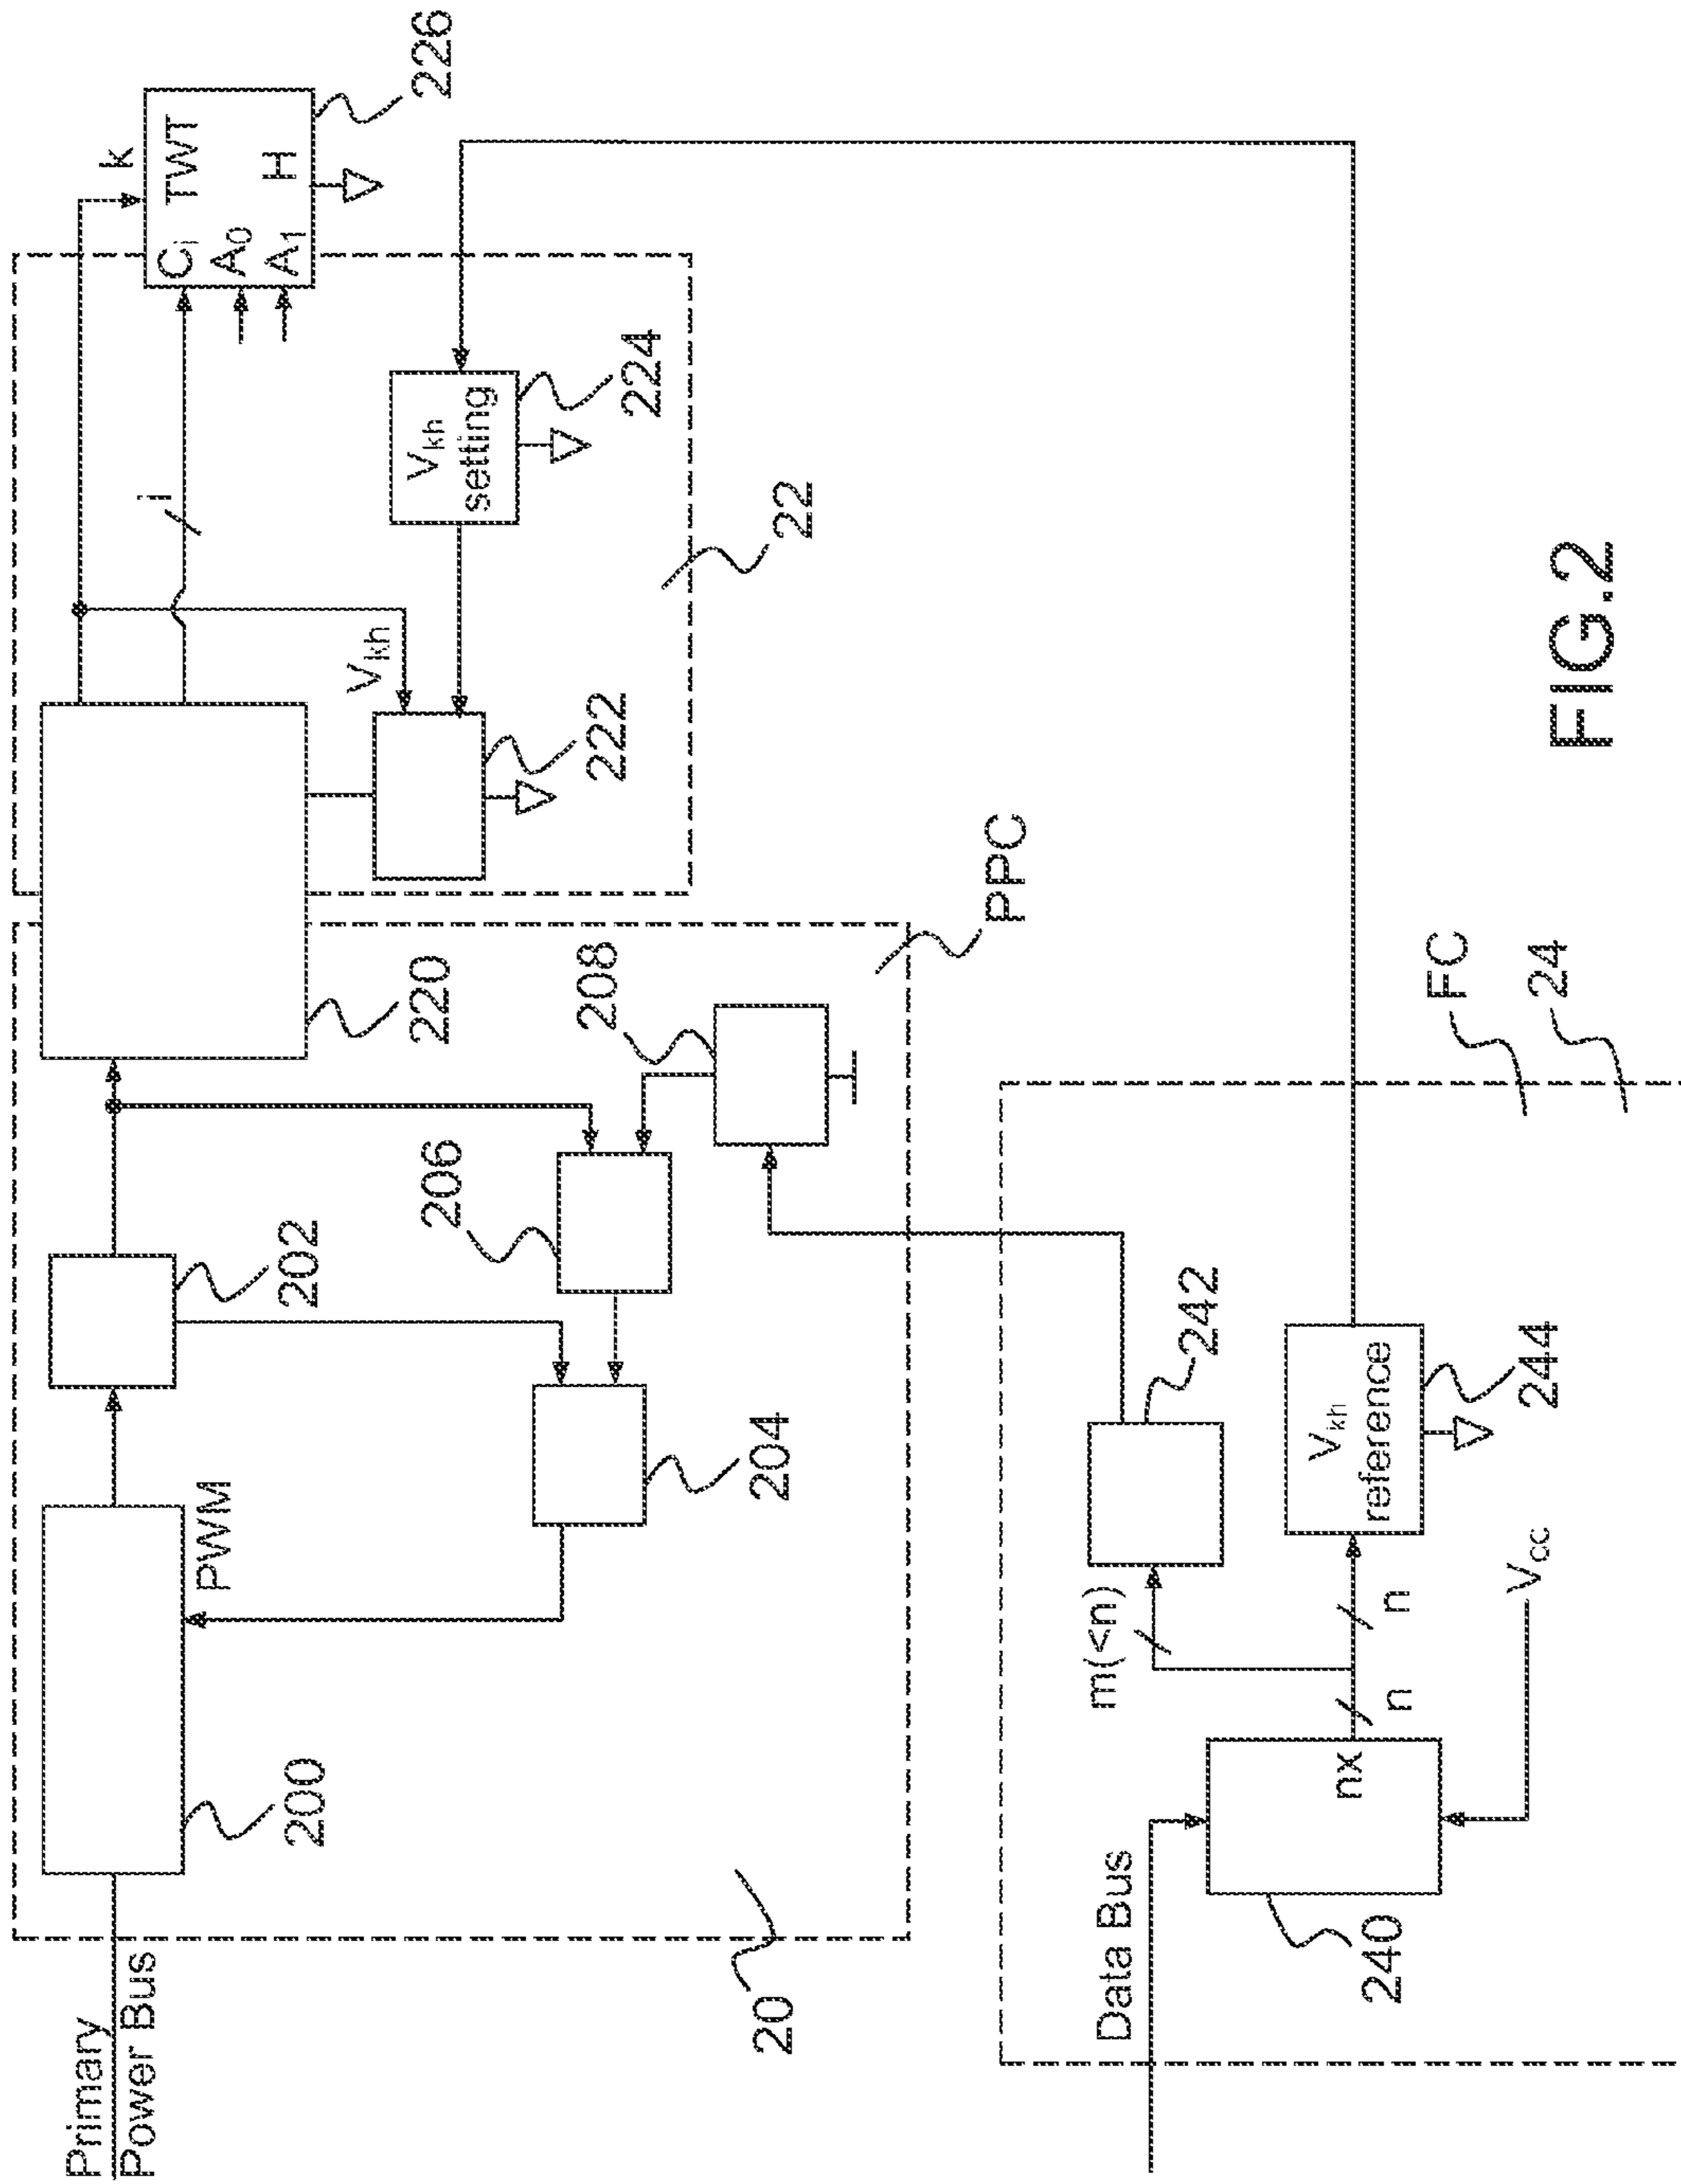 Primary
Power Bus
200
PWM
202
204
206
208
220
20
PPC
k
C i TWT
A0
A1
H
226
i
Vkh
222
Vkh
setting
224
22
Data Bus
240
nx
n
n
m(<n)
242
Vkh
reference
244
Vcc
FC
24
FIG.2